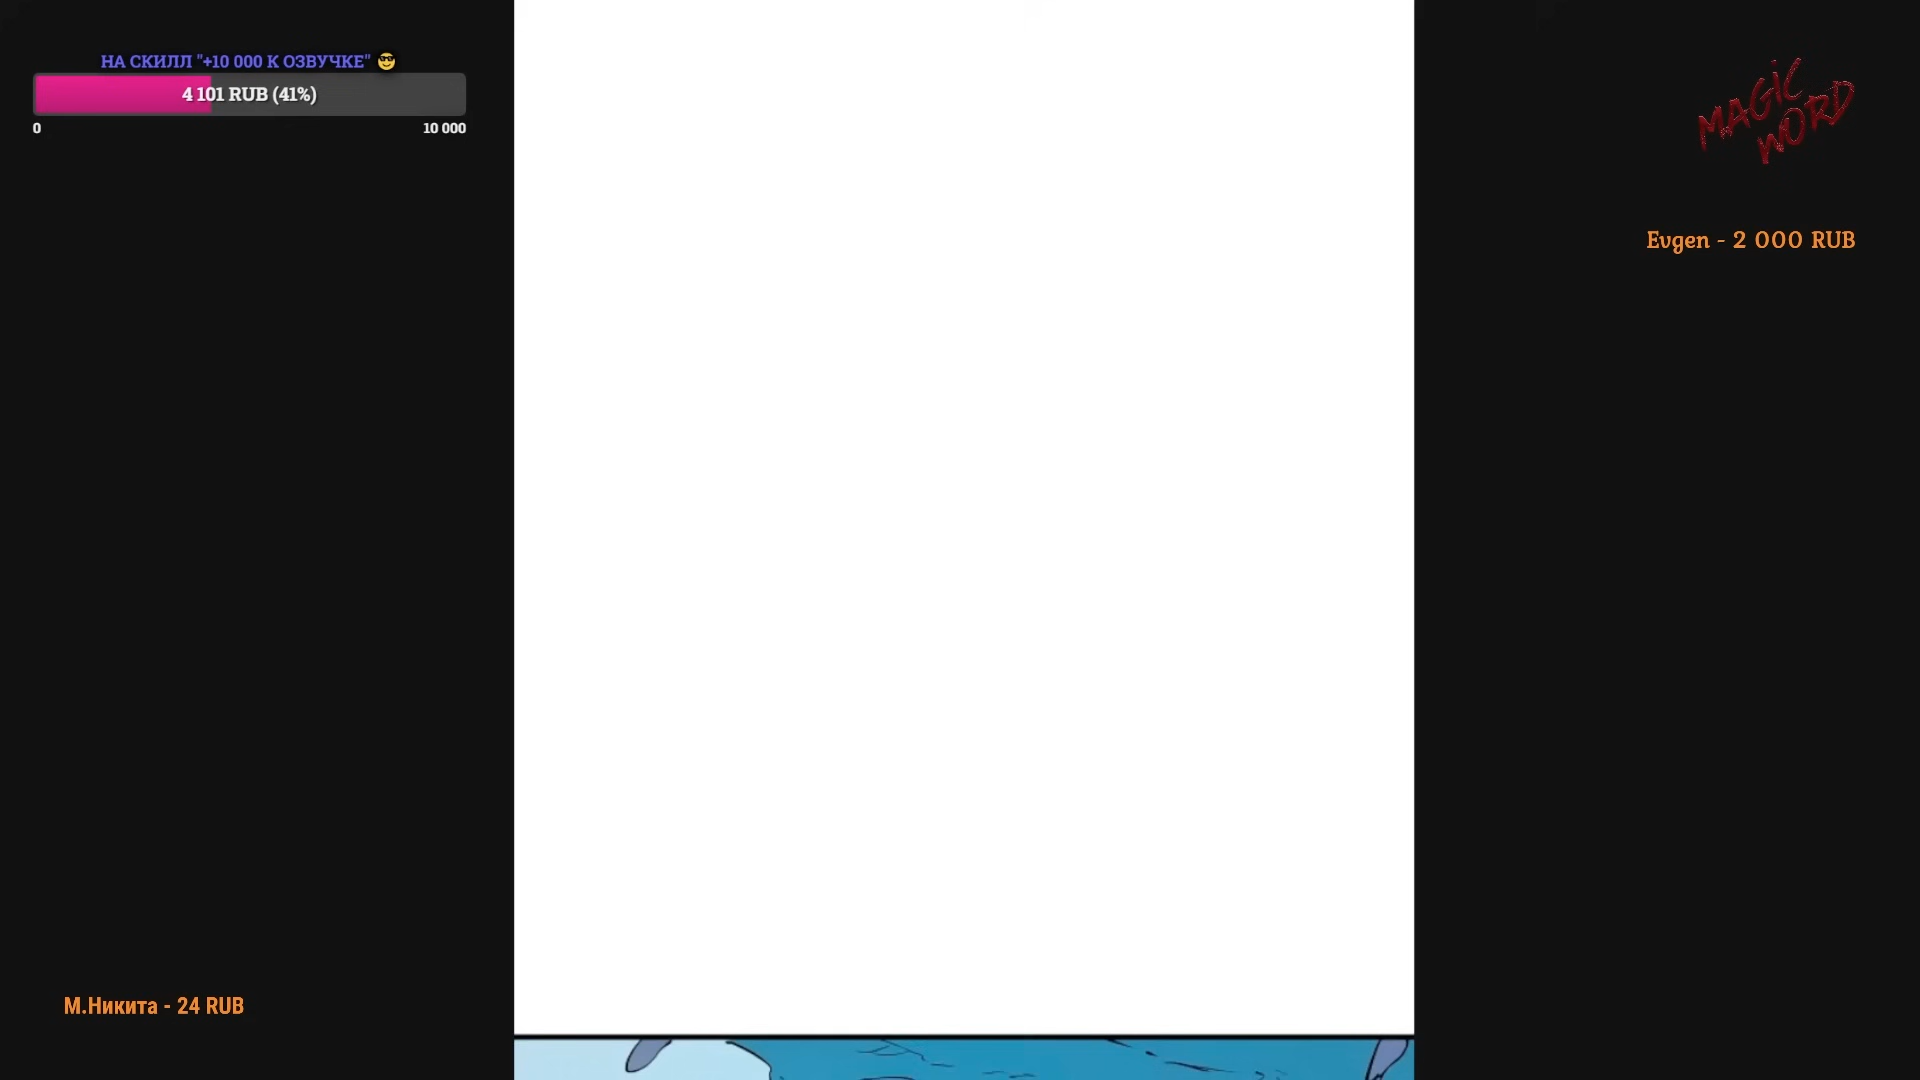 НА СКИЛЛ "+10 000 К ОЗВУЧКЕ" 😎
4 101 RUB (41%)
0
10 000
MAGIC
WORD
Evgen - 2 000 RUB
М.Никита - 24 RUB